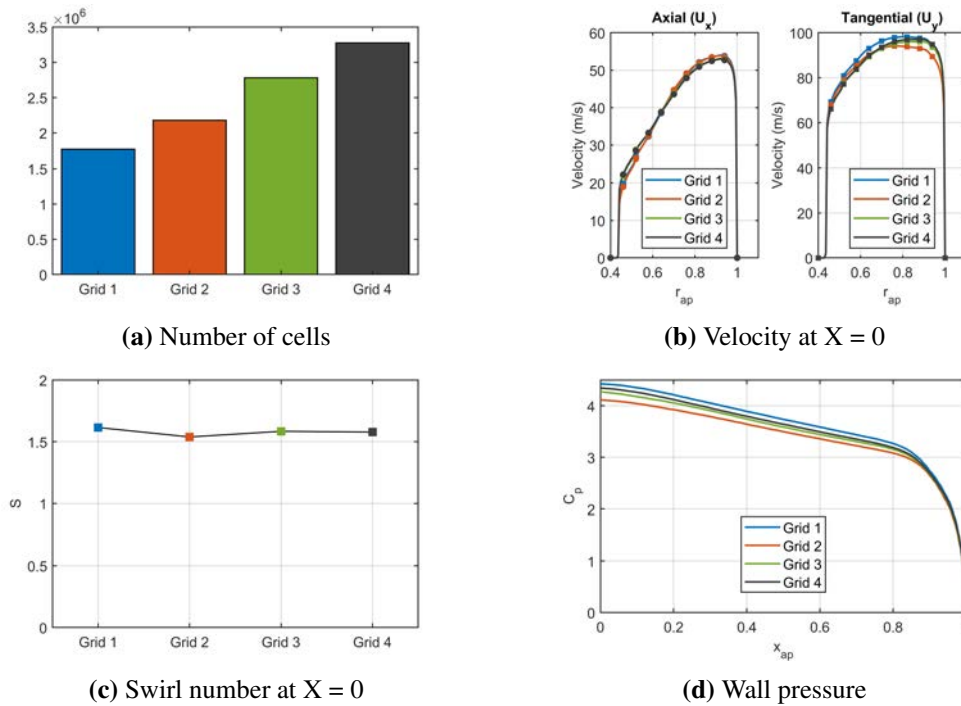 ×10^6
3.5
3
2.5
2
1.5
1
0.5
0
Grid 1 Grid 2 Grid 3 Grid 4
(a) Number of cells
Axial (U_x)
Velocity (m/s)
60
50
40
30
20
10
0
Grid 1
Grid 2
Grid 3
Grid 4
0.4 0.6 0.8 1
r_ap
Tangential (U_y)
Velocity (m/s)
100
80
60
40
20
0
Grid 1
Grid 2
Grid 3
Grid 4
0.4 0.6 0.8 1
r_ap
(b) Velocity at X = 0
S
2
1.5
1
0.5
0
Grid 1 Grid 2 Grid 3 Grid 4
(c) Swirl number at X = 0
C_p
4
3
2
1
0
Grid 1
Grid 2
Grid 3
Grid 4
0 0.2 0.4 0.6 0.8
x_ap
(d) Wall pressure